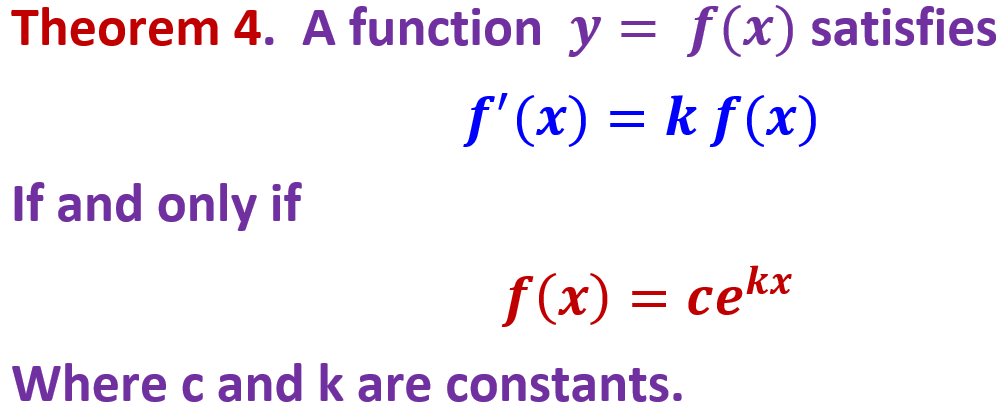 Theorem 4. A function y = f(x) satisfies
f′(x) = k f(x)
If and only if
f(x) = ce^{kx}
Where c and k are constants.